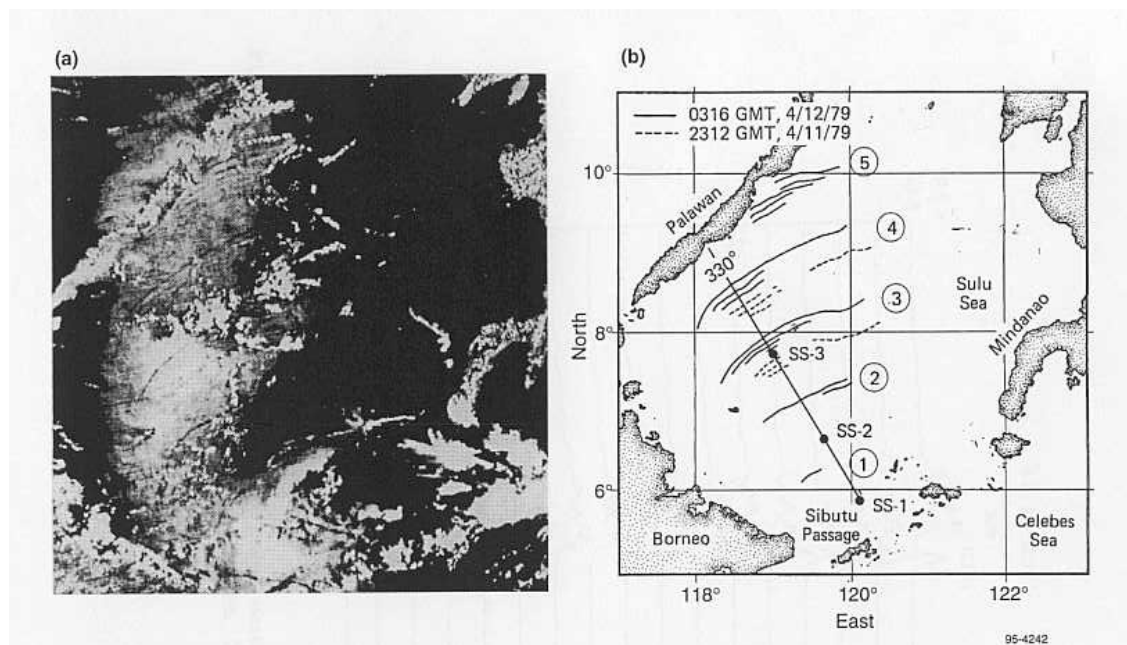 (a)
(b)
0316 GMT, 4/12/79
2312 GMT, 4/11/79
10°
5
Palawan
4
330°
Sulu
Sea
3
North
8°
Mindanao
SS-3
2
SS-2
1
6°
SS-1
Sibutu
Passage
Borneo
Celebes
Sea
118°
120°
122°
East
95-4242